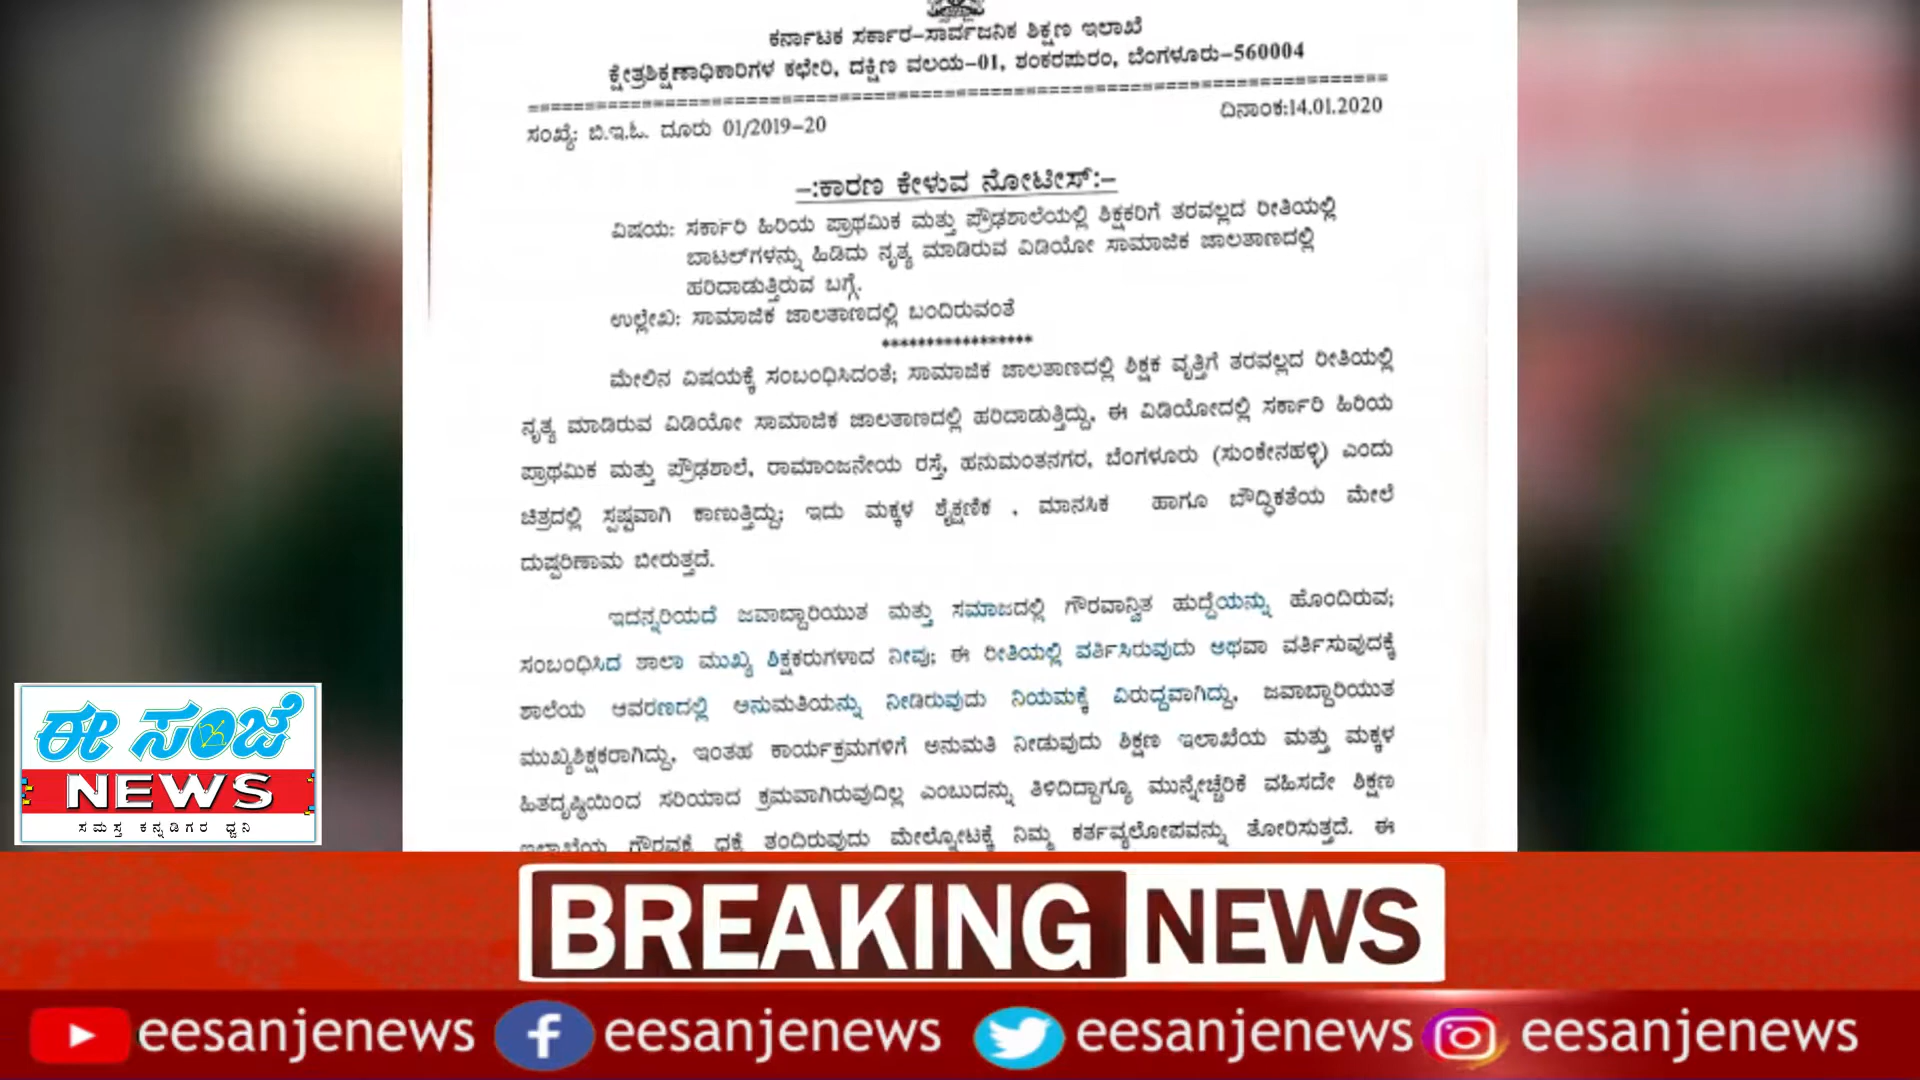 ಕರ್ನಾಟಕ ಸರ್ಕಾರ-ಸಾರ್ವಜನಿಕ ಶಿಕ್ಷಣ ಇಲಾಖೆ
ಕ್ಷೇತ್ರಶಿಕ್ಷಣಾಧಿಕಾರಿಗಳ ಕಛೇರಿ, ದಕ್ಷಿಣ ವಲಯ-01, ಶಂಕರಪುರಂ, ಬೆಂಗಳೂರು-560004
ಸಂಖ್ಯೆ: ಬಿ.ಇ.ಓ. ದೂರು 01/2019-20 ದಿನಾಂಕ:14.01.2020
-:ಕಾರಣ ಕೇಳುವ ನೋಟೀಸ್:-
ವಿಷಯ: ಸರ್ಕಾರಿ ಹಿರಿಯ ಪ್ರಾಥಮಿಕ ಮತ್ತು ಪ್ರೌಢಶಾಲೆಯಲ್ಲಿ ಶಿಕ್ಷಕರಿಗೆ ತರವಲ್ಲದ ರೀತಿಯಲ್ಲಿ
ಬಾಟಲ್‌ಗಳನ್ನು ಹಿಡಿದು ನೃತ್ಯ ಮಾಡಿರುವ ವಿಡಿಯೋ ಸಾಮಾಜಿಕ ಜಾಲತಾಣದಲ್ಲಿ
ಹರಿದಾಡುತ್ತಿರುವ ಬಗ್ಗೆ.
ಉಲ್ಲೇಖ: ಸಾಮಾಜಿಕ ಜಾಲತಾಣದಲ್ಲಿ ಬಂದಿರುವಂತೆ
*****************
ಮೇಲಿನ ವಿಷಯಕ್ಕೆ ಸಂಬಂಧಿಸಿದಂತೆ; ಸಾಮಾಜಿಕ ಜಾಲತಾಣದಲ್ಲಿ ಶಿಕ್ಷಕ ವೃತ್ತಿಗೆ ತರವಲ್ಲದ ರೀತಿಯಲ್ಲಿ
ನೃತ್ಯ ಮಾಡಿರುವ ವಿಡಿಯೋ ಸಾಮಾಜಿಕ ಜಾಲತಾಣದಲ್ಲಿ ಹರಿದಾಡುತ್ತಿದ್ದು, ಈ ವಿಡಿಯೋದಲ್ಲಿ ಸರ್ಕಾರಿ ಹಿರಿಯ
ಪ್ರಾಥಮಿಕ ಮತ್ತು ಪ್ರೌಢಶಾಲೆ, ರಾಮಾಂಜನೇಯ ರಸ್ತೆ, ಹನುಮಂತನಗರ, ಬೆಂಗಳೂರು (ಸುಂಕೇನಹಳ್ಳಿ) ಎಂದು
ಚಿತ್ರದಲ್ಲಿ ಸ್ಪಷ್ಟವಾಗಿ ಕಾಣುತ್ತಿದ್ದು; ಇದು ಮಕ್ಕಳ ಶೈಕ್ಷಣಿಕ , ಮಾನಸಿಕ ಹಾಗೂ ಬೌದ್ಧಿಕತೆಯ ಮೇಲೆ
ದುಷ್ಪರಿಣಾಮ ಬೀರುತ್ತದೆ.
ಇದನ್ನರಿಯದೆ ಜವಾಬ್ದಾರಿಯುತ ಮತ್ತು ಸಮಾಜದಲ್ಲಿ ಗೌರವಾನ್ವಿತ ಹುದ್ದೆಯನ್ನು ಹೊಂದಿರುವ;
ಸಂಬಂಧಿಸಿದ ಶಾಲಾ ಮುಖ್ಯ ಶಿಕ್ಷಕರುಗಳಾದ ನೀವು; ಈ ರೀತಿಯಲ್ಲಿ ವರ್ತಿಸಿರುವುದು ಅಥವಾ ವರ್ತಿಸುವುದಕ್ಕೆ
ಶಾಲೆಯ ಆವರಣದಲ್ಲಿ ಅನುಮತಿಯನ್ನು ನೀಡಿರುವುದು ನಿಯಮಕ್ಕೆ ವಿರುದ್ದವಾಗಿದ್ದು, ಜವಾಬ್ದಾರಿಯುತ
ಮುಖ್ಯಶಿಕ್ಷಕರಾಗಿದ್ದು, ಇಂತಹ ಕಾರ್ಯಕ್ರಮಗಳಿಗೆ ಅನುಮತಿ ನೀಡುವುದು ಶಿಕ್ಷಣ ಇಲಾಖೆಯ ಮತ್ತು ಮಕ್ಕಳ
ಹಿತದೃಷ್ಠಿಯಿಂದ ಸರಿಯಾದ ಕ್ರಮವಾಗಿರುವುದಿಲ್ಲ ಎಂಬುದನ್ನು ತಿಳಿದಿದ್ದಾಗ್ಯೂ ಮುನ್ನೇಚ್ಚೆರಿಕೆ ವಹಿಸದೇ ಶಿಕ್ಷಣ
ಇಲಾಖೆಯ ಗೌರವಕ್ಕೆ ಧಕ್ಕೆ ತಂದಿರುವುದು ಮೇಲ್ನೋಟಕ್ಕೆ ನಿಮ್ಮ ಕರ್ತವ್ಯಲೋಪವನ್ನು ತೋರಿಸುತ್ತದೆ. ಈ
ಈ ಸಂಜೆ
NEWS
ಸಮಸ್ತ ಕನ್ನಡಿಗರ ಧ್ವನಿ
BREAKING NEWS
eesanjenews eesanjenews eesanjenews eesanjenews